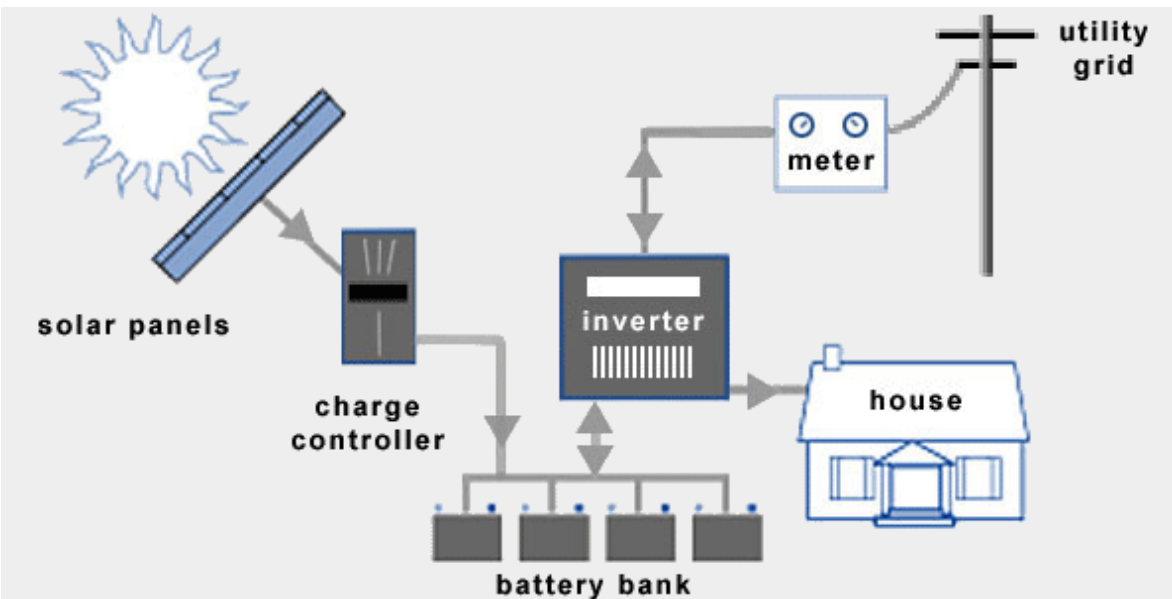 utility
grid
meter
solar panels
inverter
charge
controller
house
battery bank